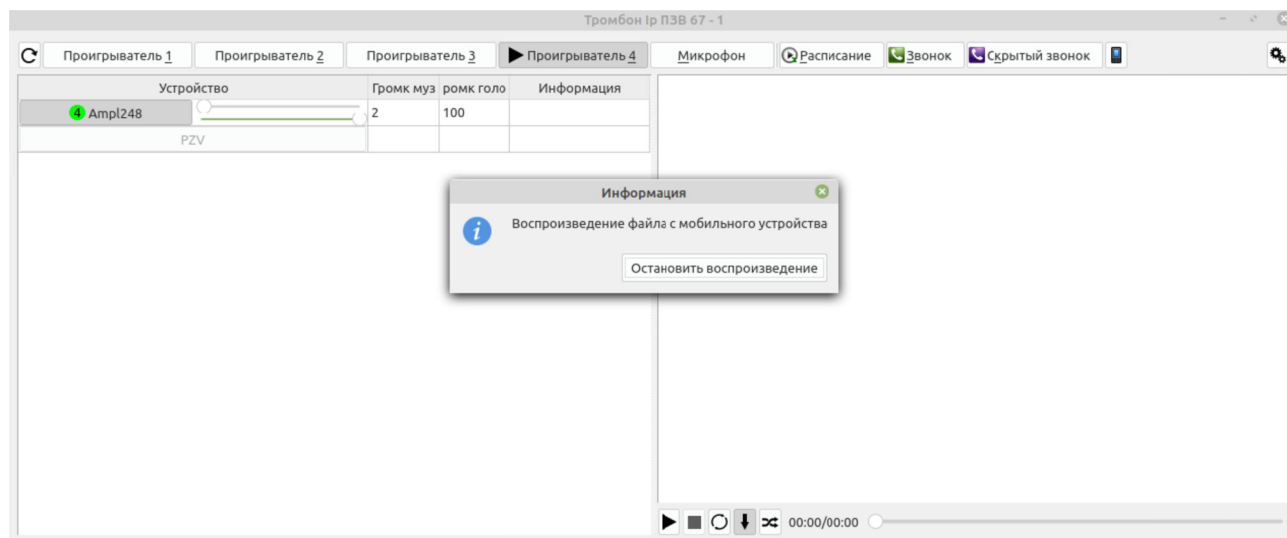 Тромбон Ip ПЗВ 67 - 1
Проигрыватель 1 Проигрыватель 2 Проигрыватель 3 Проигрыватель 4 Микрофон Расписание Звонок Скрытый звонок
Устройство Громк муз ромк голо Информация
4 Ampl248 2 100
PZV
Информация
Воспроизведение файла с мобильного устройства
Остановить воспроизведение
00:00/00:00